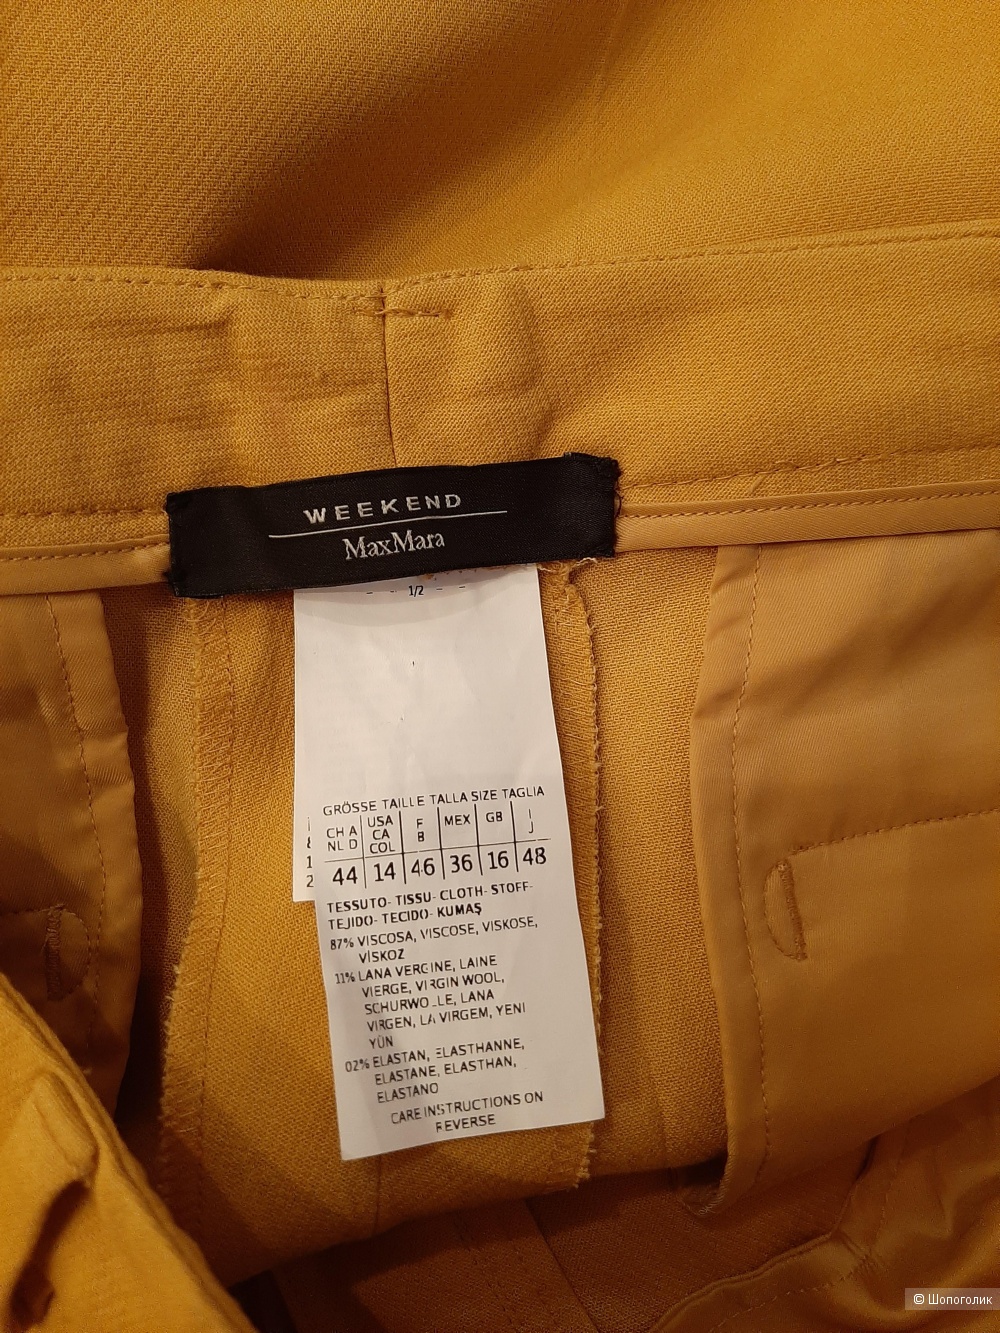 WEEKEND
MaxMara
1/2
GRÖSSE TAILLE TALLA SIZE TAGLIA
CH A USA F MEX GB I
NL D CA B J
COL
44 14 46 36 16 48
TESSUTO- TISSU- CLOTH- STOFF-
TEJIDO- TECIDO- KUMAŞ
87% VISCOSA, VISCOSE, VISKOSE,
VİSKOZ
11% LANA VERGINE, LAINE
VIERGE, VIRGIN WOOL,
SCHURWOLLE, LANA
VIRGEN, LA VIRGEM, YENI
YÜN
02% ELASTAN, ELASTHANNE,
ELASTANE, ELASTHAN,
ELASTANO
CARE INSTRUCTIONS ON
REVERSE
© Шопоголик